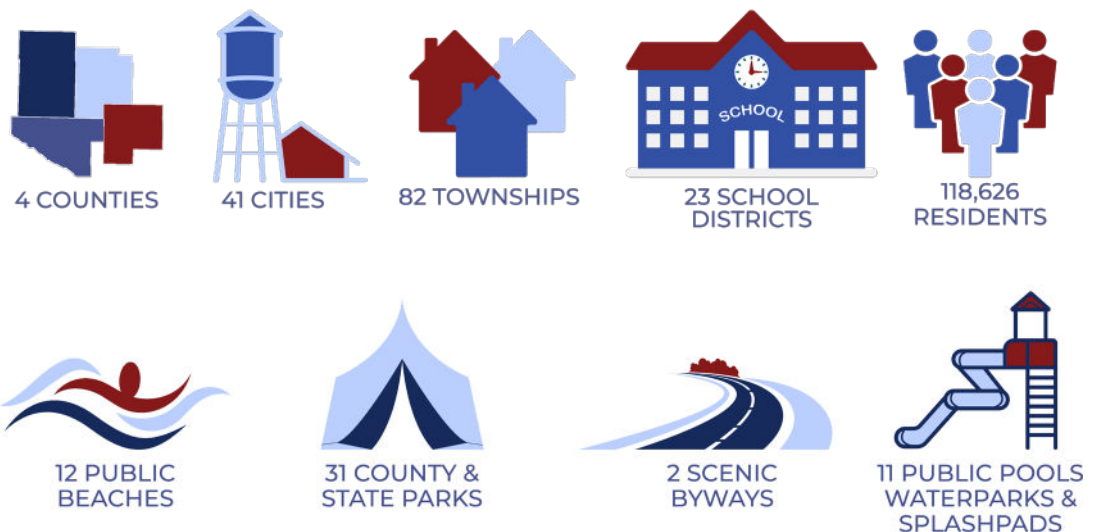 SCHOOL
4 COUNTIES
41 CITIES
82 TOWNSHIPS
23 SCHOOL
DISTRICTS
118,626
RESIDENTS
12 PUBLIC
BEACHES
31 COUNTY &
STATE PARKS
2 SCENIC
BYWAYS
11 PUBLIC POOLS
WATERPARKS &
SPLASHPADS